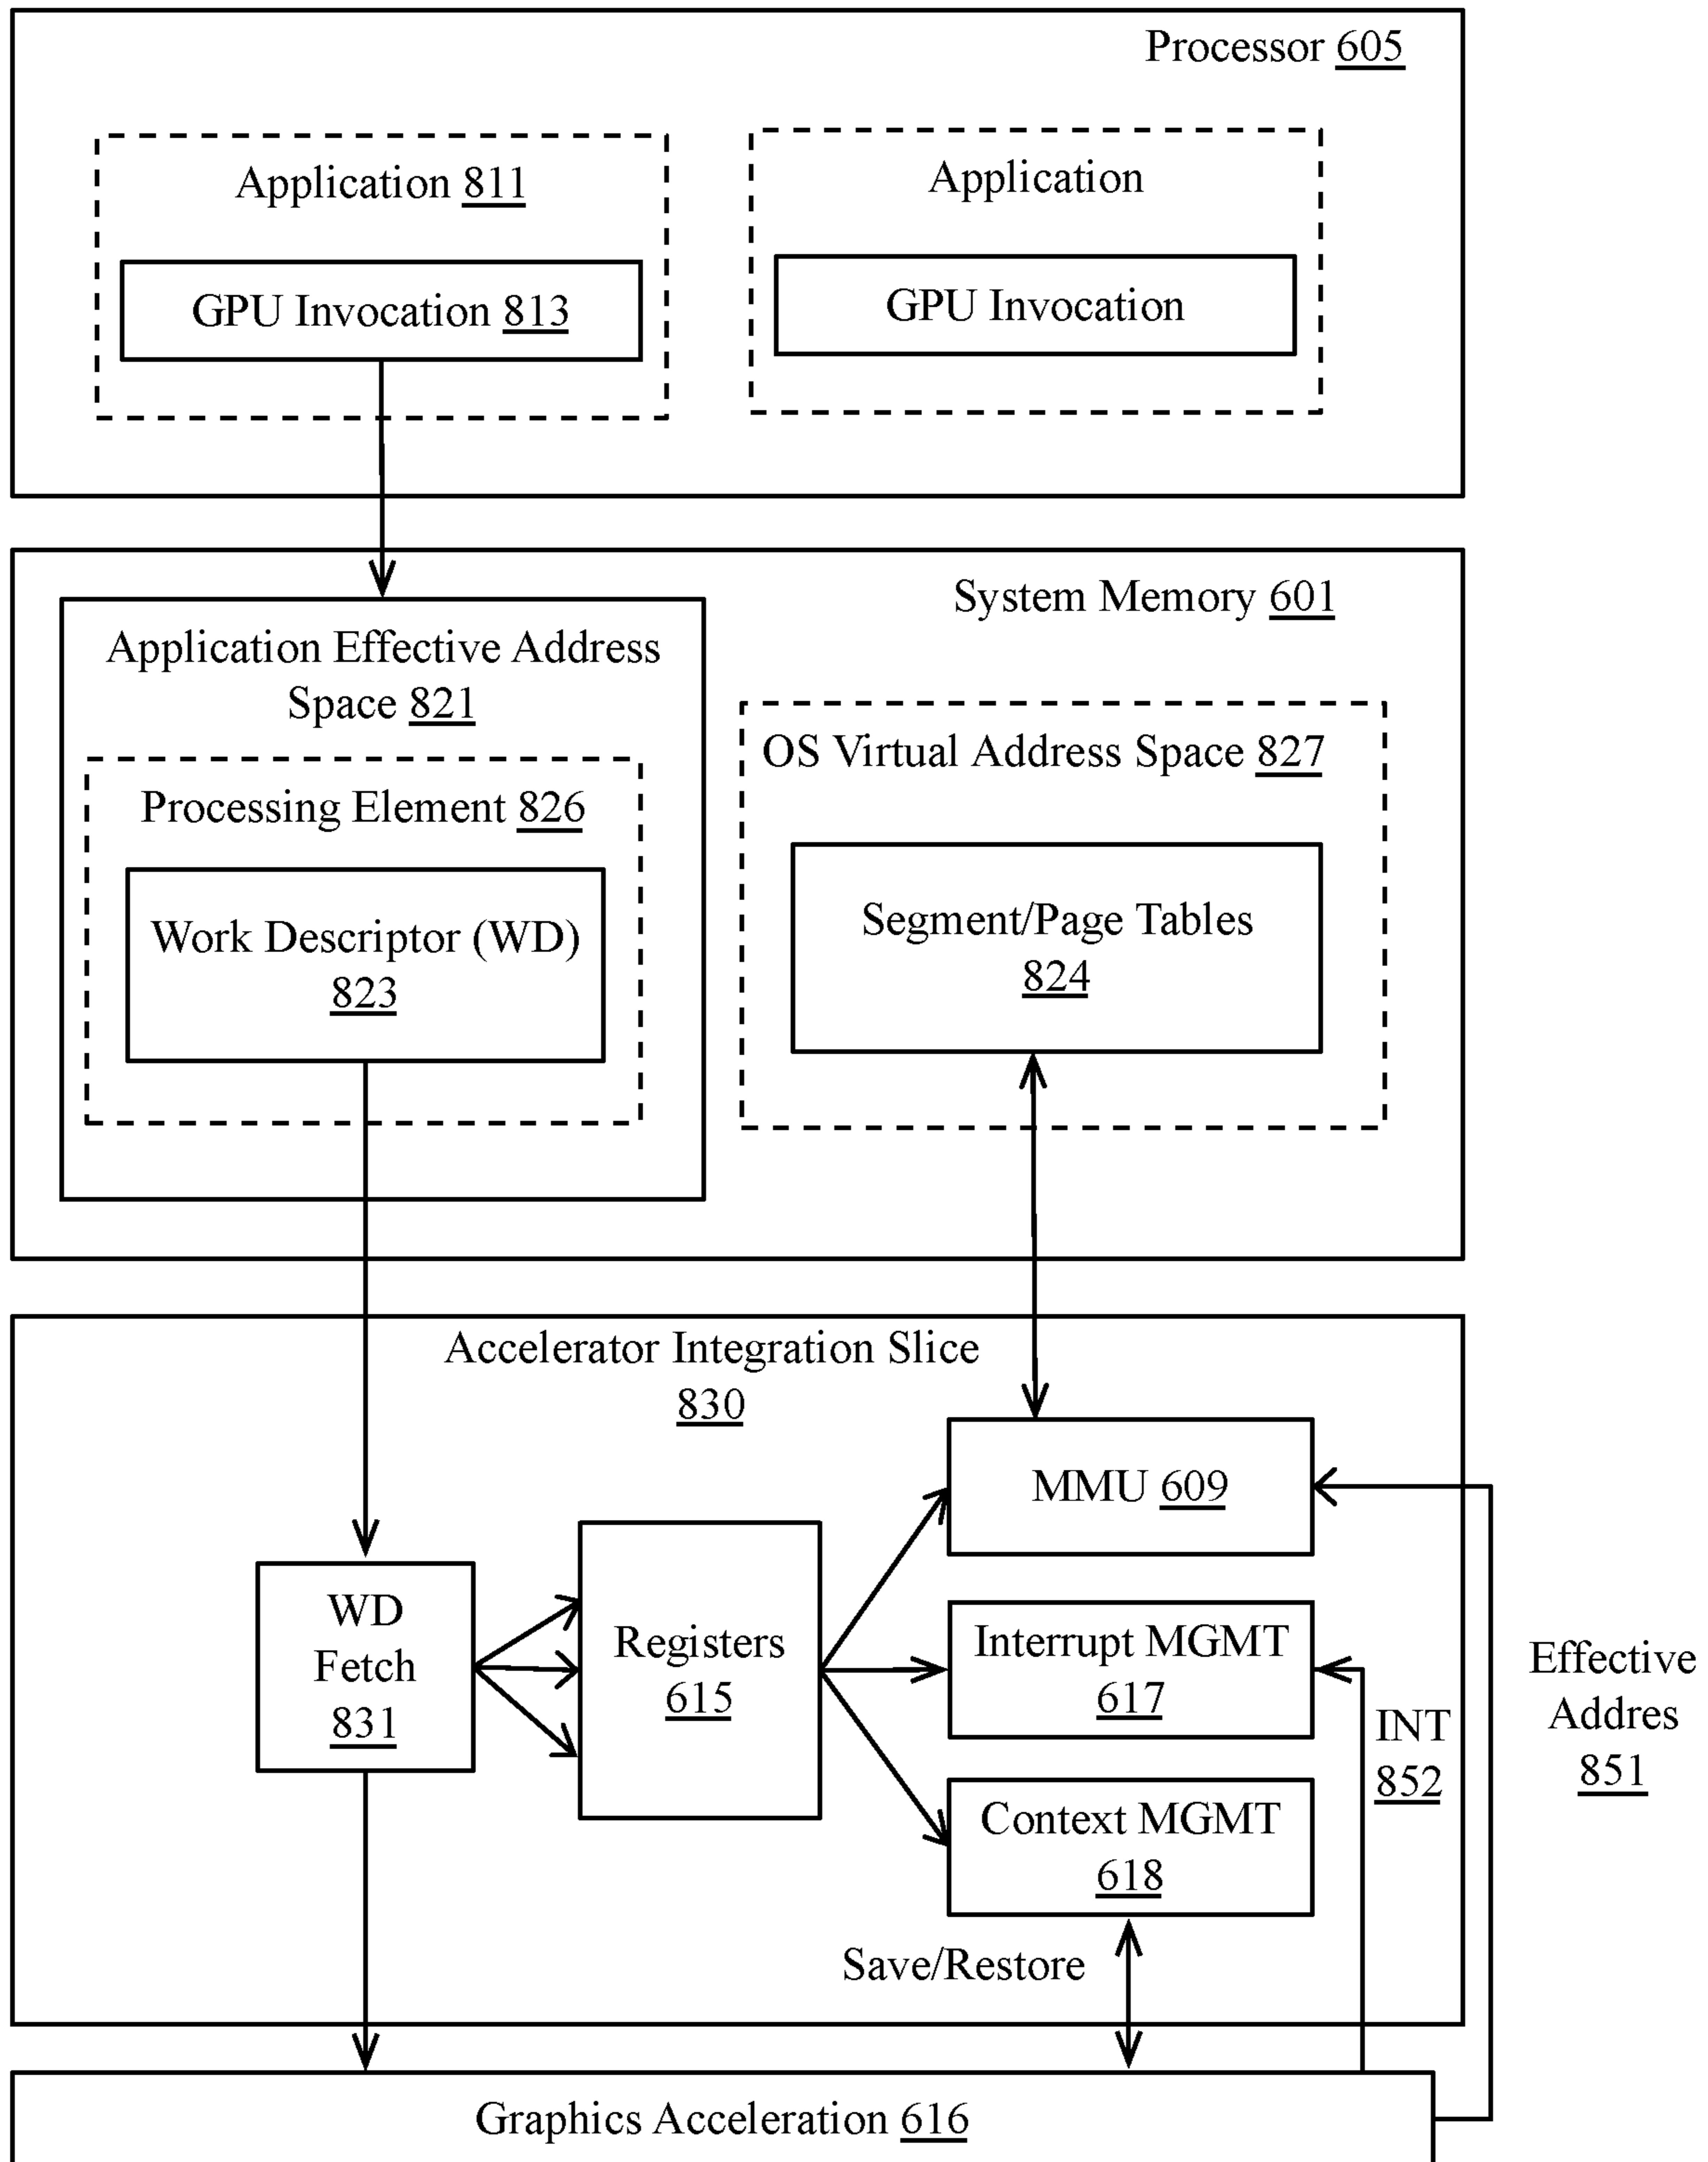 Processor 605
Application 811
GPU Invocation 813
Application
GPU Invocation
System Memory 601
Application Effective Address
Space 821
Processing Element 826
Work Descriptor (WD)
823
OS Virtual Address Space 827
Segment/Page Tables
824
Accelerator Integration Slice
830
MMU 609
WD
Fetch
831
Registers
615
Interrupt MGMT
617
Context MGMT
618
INT
852
Effective
Addres
851
Save/Restore
Graphics Acceleration 616